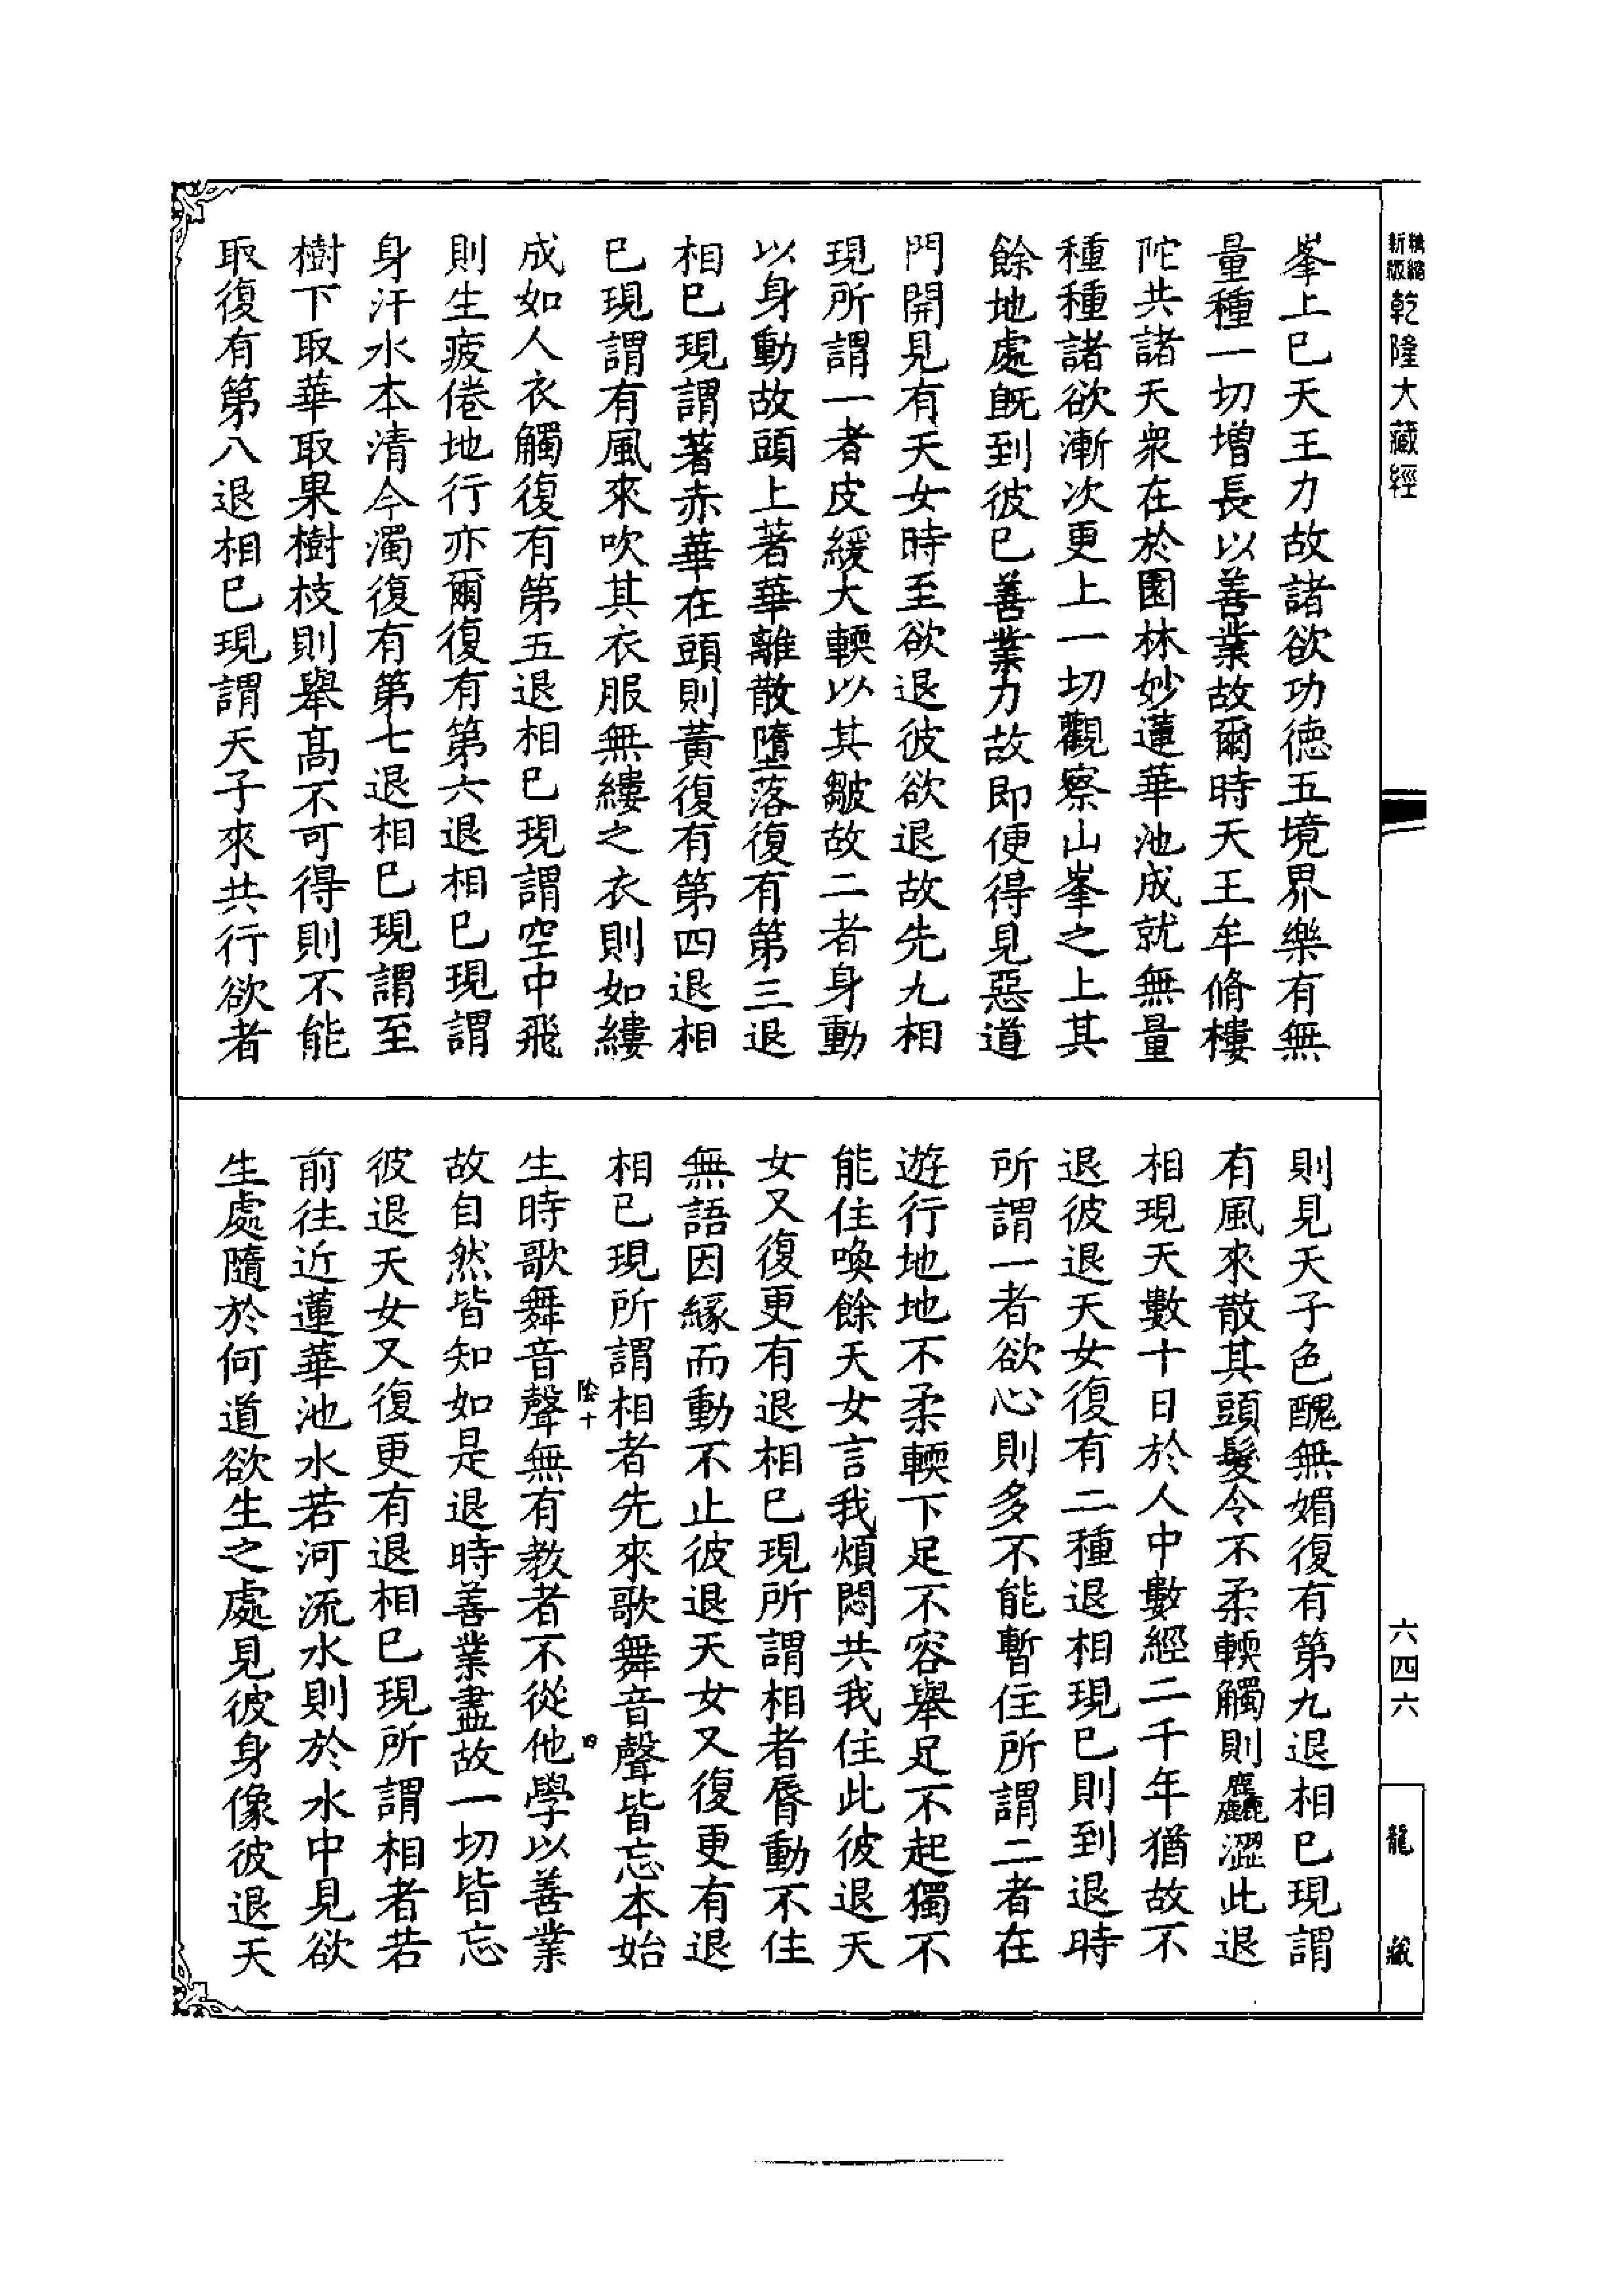 精縮
新版
乾隆大藏經
峯上已天王力故諸欲功德五境界樂有無
量種一切增長以善業故爾時天王牟脩樓
陀共諸天衆在於園林妙蓮華池成就無量
種種諸欲漸次更上一切觀察山峯之上其
餘地處旣到彼已善業力故即便得見惡道
門開見有天女時至欲退彼欲退故先九相
現所謂一者皮緩大輭以其皺故二者身動
以身動故頭上著華離散墮落復有第三退
相已現謂著赤華在頭則黃復有第四退相
已現謂有風來吹其衣服無縷之衣則如縷
成如人衣觸復有第五退相已現謂空中飛
則生疲倦地行亦爾復有第六退相已現謂
身汗水本清今濁復有第七退相已現謂至
樹下取華取果樹枝則舉高不可得則不能
取復有第八退相已現謂天子來共行欲者
則見天子色醜無媚復有第九退相已現謂
有風來散其頭髮令不柔輭觸則麤澀此退
相現天數十日於人中數經二千年猶故不
退彼退天女復有二種退相現已則到退時
所謂一者欲心則多不能暫住所謂二者在
遊行地地不柔輭下足不容舉足不起獨不
能住喚餘天女言我煩悶共我住此彼退天
女又復更有退相已現所謂相者脣動不住
無語因緣而動不止彼退天女又復更有退
相已現所謂相者先來歌舞音聲皆忘本始
陰十
四
生時歌舞音聲無有教者不從他學以善業
故自然皆知如是退時善業盡故一切皆忘
彼退天女又復更有退相已現所謂相者若
前往近蓮華池水若河流水則於水中見欲
生處隨於何道欲生之處見彼身像彼退天
六四六
龍藏